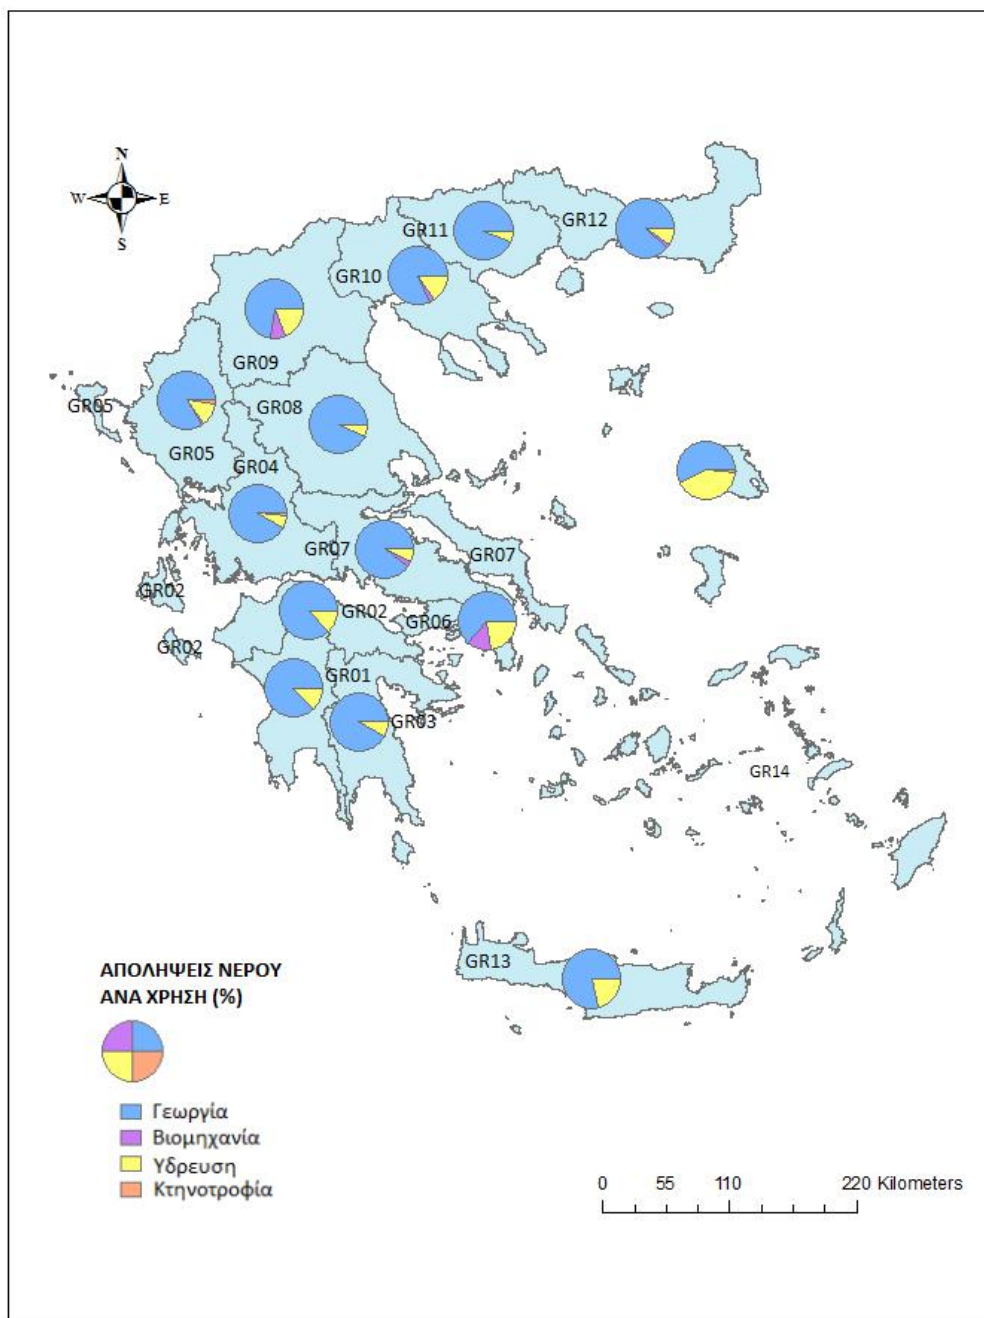 N
W E
S
GR11
GR12
GR10
GR09
GR05
GR08
GR05
GR04
GR07
GR07
GR02
GR02
GR06
GR02
GR01
GR03
GR14
GR13
ΑΠΟΛΗΨΕΙΣ ΝΕΡΟΥ
ΑΝΑ ΧΡΗΣΗ (%)
Γεωργία
Βιομηχανία
Υδρευση
Κτηνοτροφία
0 55 110 220 Kilometers